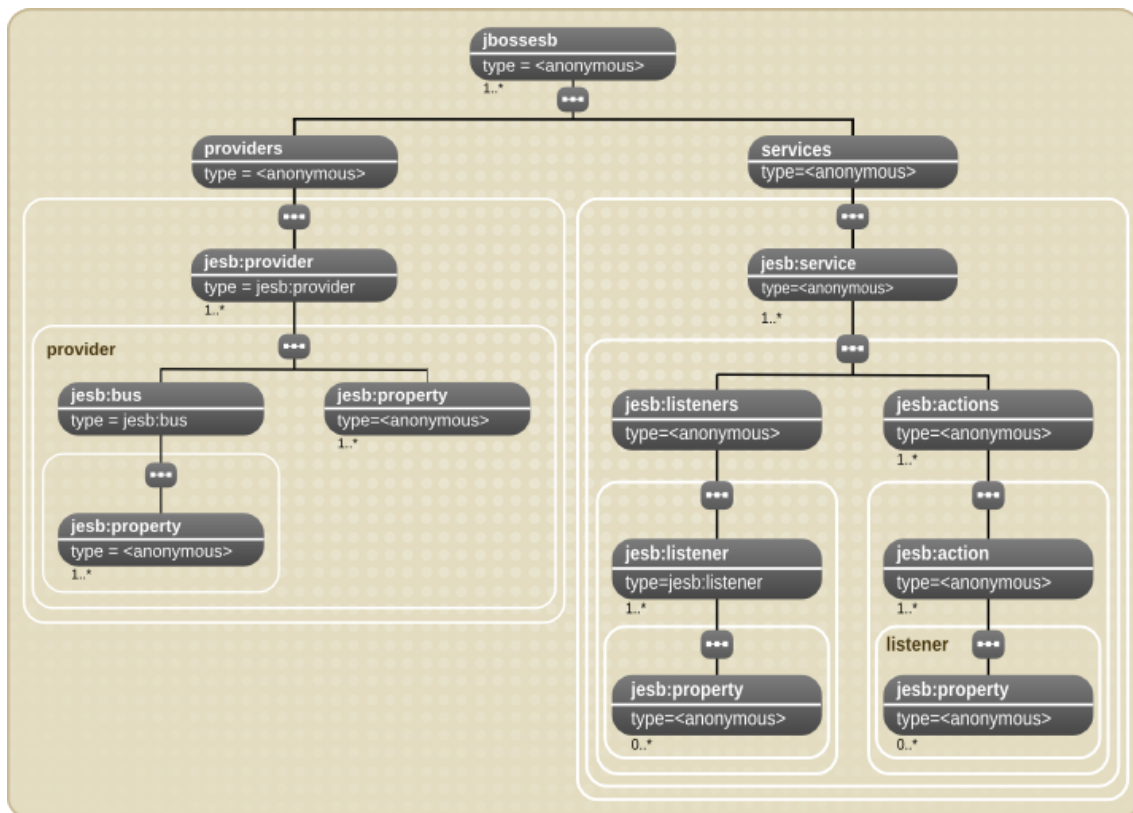 jbossesb
type = <anonymous>
1..*
providers
type = <anonymous>
services
type=<anonymous>
jesb:provider
type = jesb:provider
1..*
jesb:service
type=<anonymous>
1..*
provider
jesb:bus
type = jesb:bus
jesb:property
type=<anonymous>
1..*
jesb:property
type = <anonymous>
1..*
jesb:listeners
type=<anonymous>
jesb:actions
type=<anonymous>
1..*
jesb:listener
type=jesb:listener
1..*
jesb:action
type=<anonymous>
1..*
listener
jesb:property
type=<anonymous>
0..*
jesb:property
type=<anonymous>
0..*